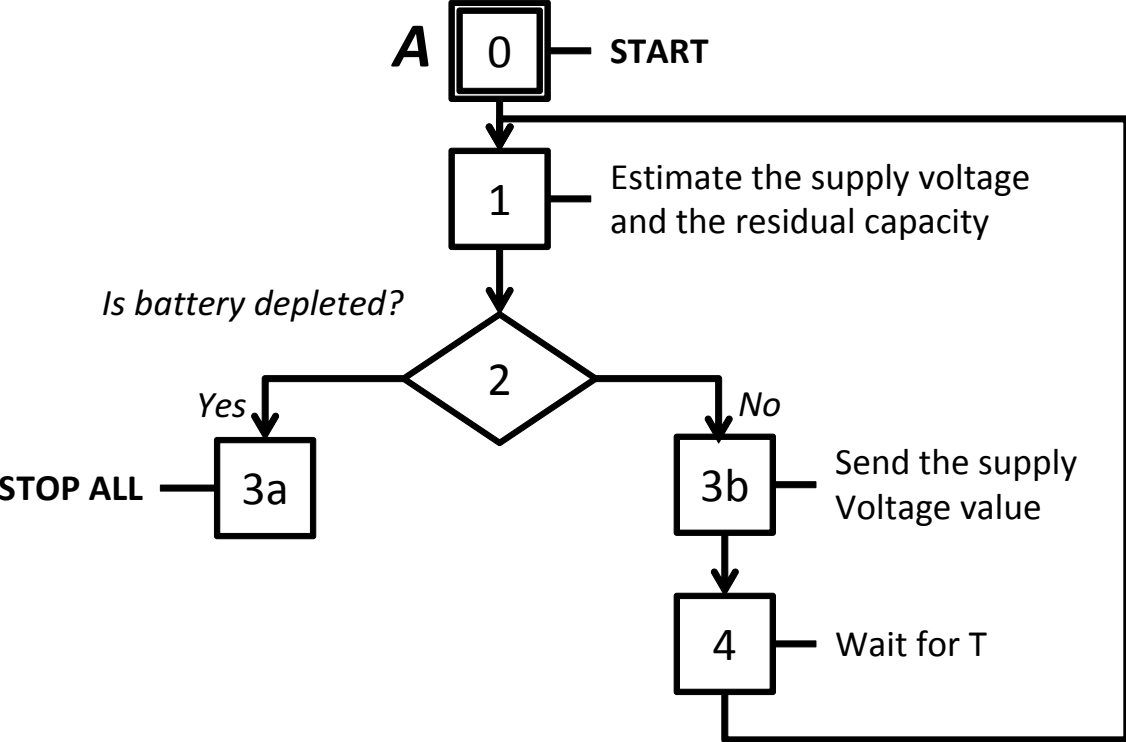 A
0
START
1
Estimate the supply voltage
and the residual capacity
Is battery depleted?
2
Yes
No
STOP ALL
3a
3b
Send the supply
Voltage value
4
Wait for T